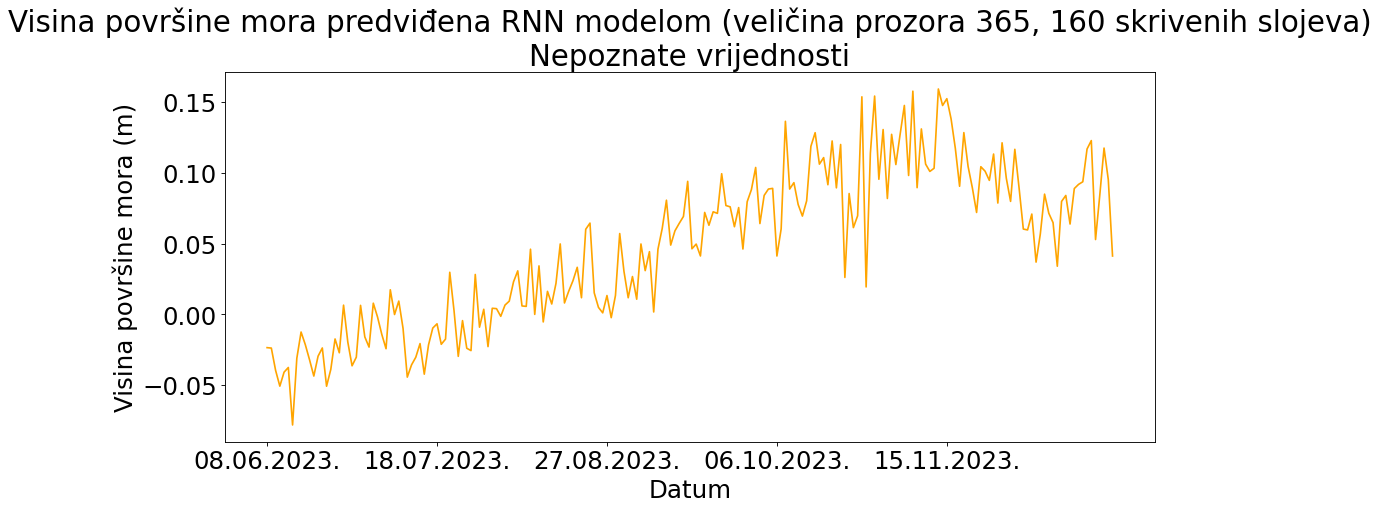 Visina površine mora predviđena RNN modelom (veličina prozora 365, 160 skrivenih slojeva)
Nepoznate vrijednosti
Visina površine mora (m)
0.15
0.10
0.05
0.00
−0.05
08.06.2023. 18.07.2023. 27.08.2023. 06.10.2023. 15.11.2023.
Datum